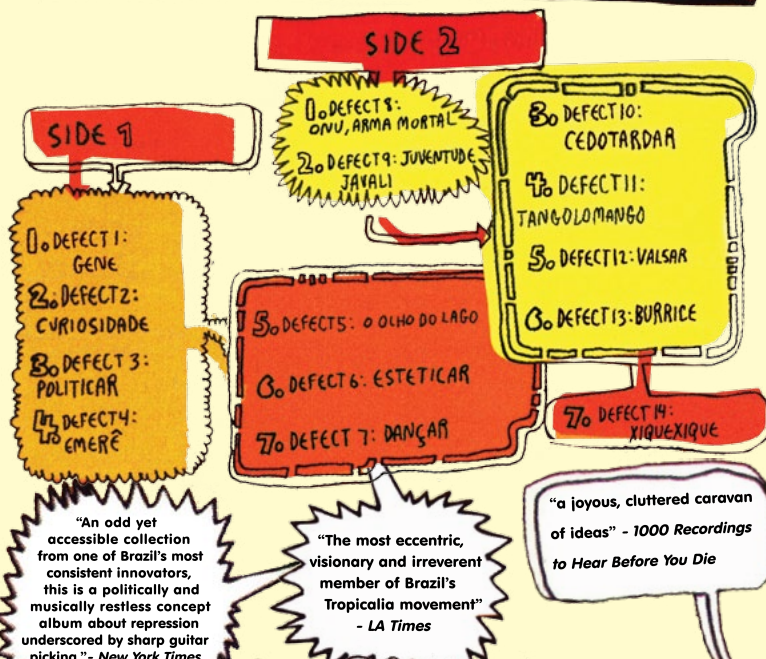 SIDE 1
1. DEFECT 1:
GENE
2. DEFECT 2:
CURIOSIDADE
3. DEFECT 3:
POLITICAR
4. DEFECT 4:
EMERÊ
5. DEFECT 5: O OLHO DO LAGO
6. DEFECT 6: ESTETICAR
7. DEFECT 7: DANÇAR
SIDE 2
1. DEFECT 8:
ONU, ARMA MORTAL
2. DEFECT 9: JUVENTUDE
JAVALI
3. DEFECT 10:
CEDOTARDAR
4. DEFECT 11:
TANGOLOMANGO
5. DEFECT 12: VALSAR
6. DEFECT 13: BURRICE
7. DEFECT 14:
XIQUEXIQUE
"An odd yet
accessible collection
from one of Brazil's most
consistent innovators,
this is a politically and
musically restless concept
album about repression
underscored by sharp guitar
picking." - New York Times
"The most eccentric,
visionary and irreverent
member of Brazil's
Tropicalia movement"
- LA Times
"a joyous, cluttered caravan
of ideas" - 1000 Recordings
to Hear Before You Die